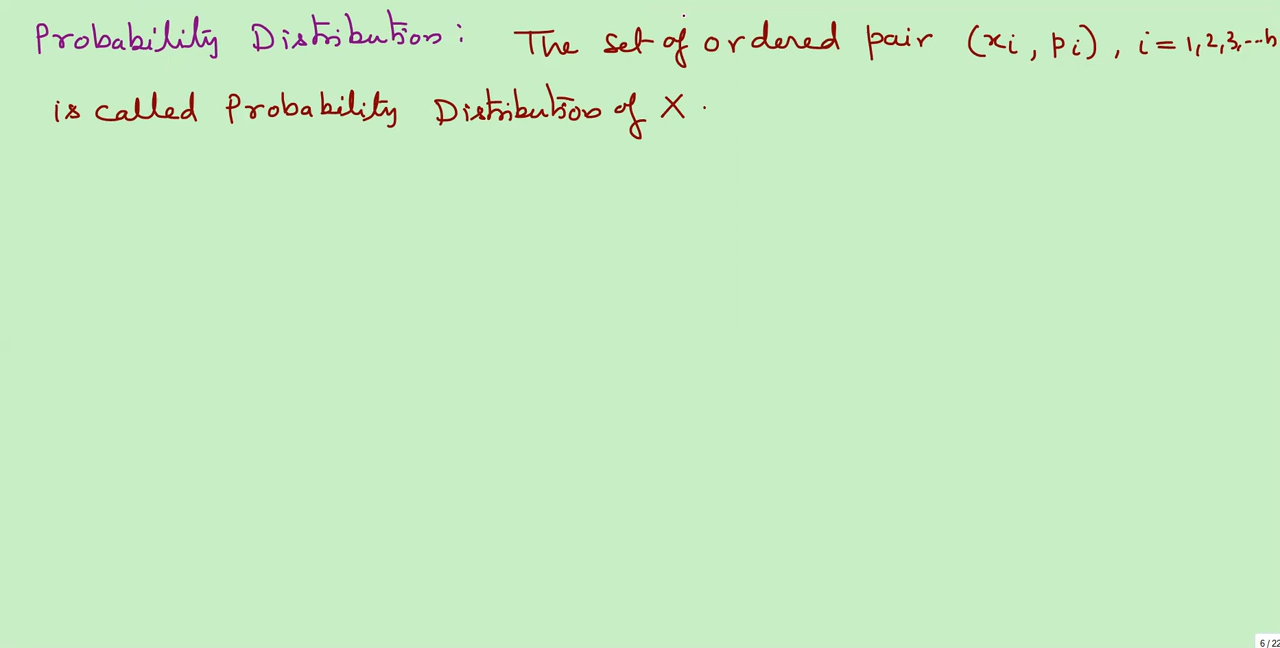 Probability Distribution: The set of ordered pair (xi, pi), i = 1,2,3,...n
is called Probability Distribution of X.
6 / 22